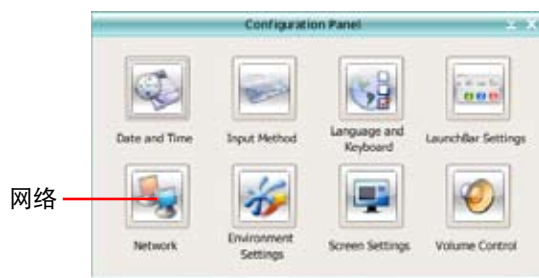 Configuration Panel
Date and Time
Input Method
Language and
Keyboard
LaunchBar Settings
网络
Network
Environment
Settings
Screen Settings
Volume Control